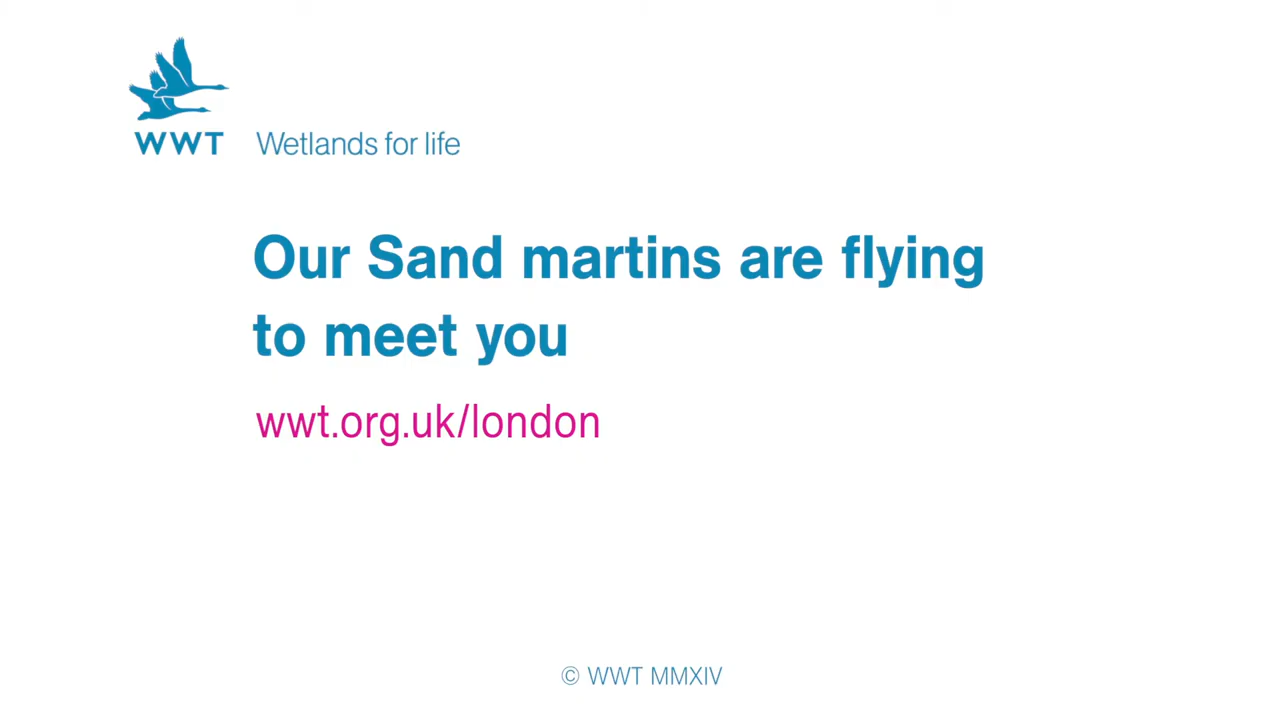 WWT Wetlands for life
Our Sand martins are flying
to meet you
wwt.org.uk/london
© WWT MMXIV